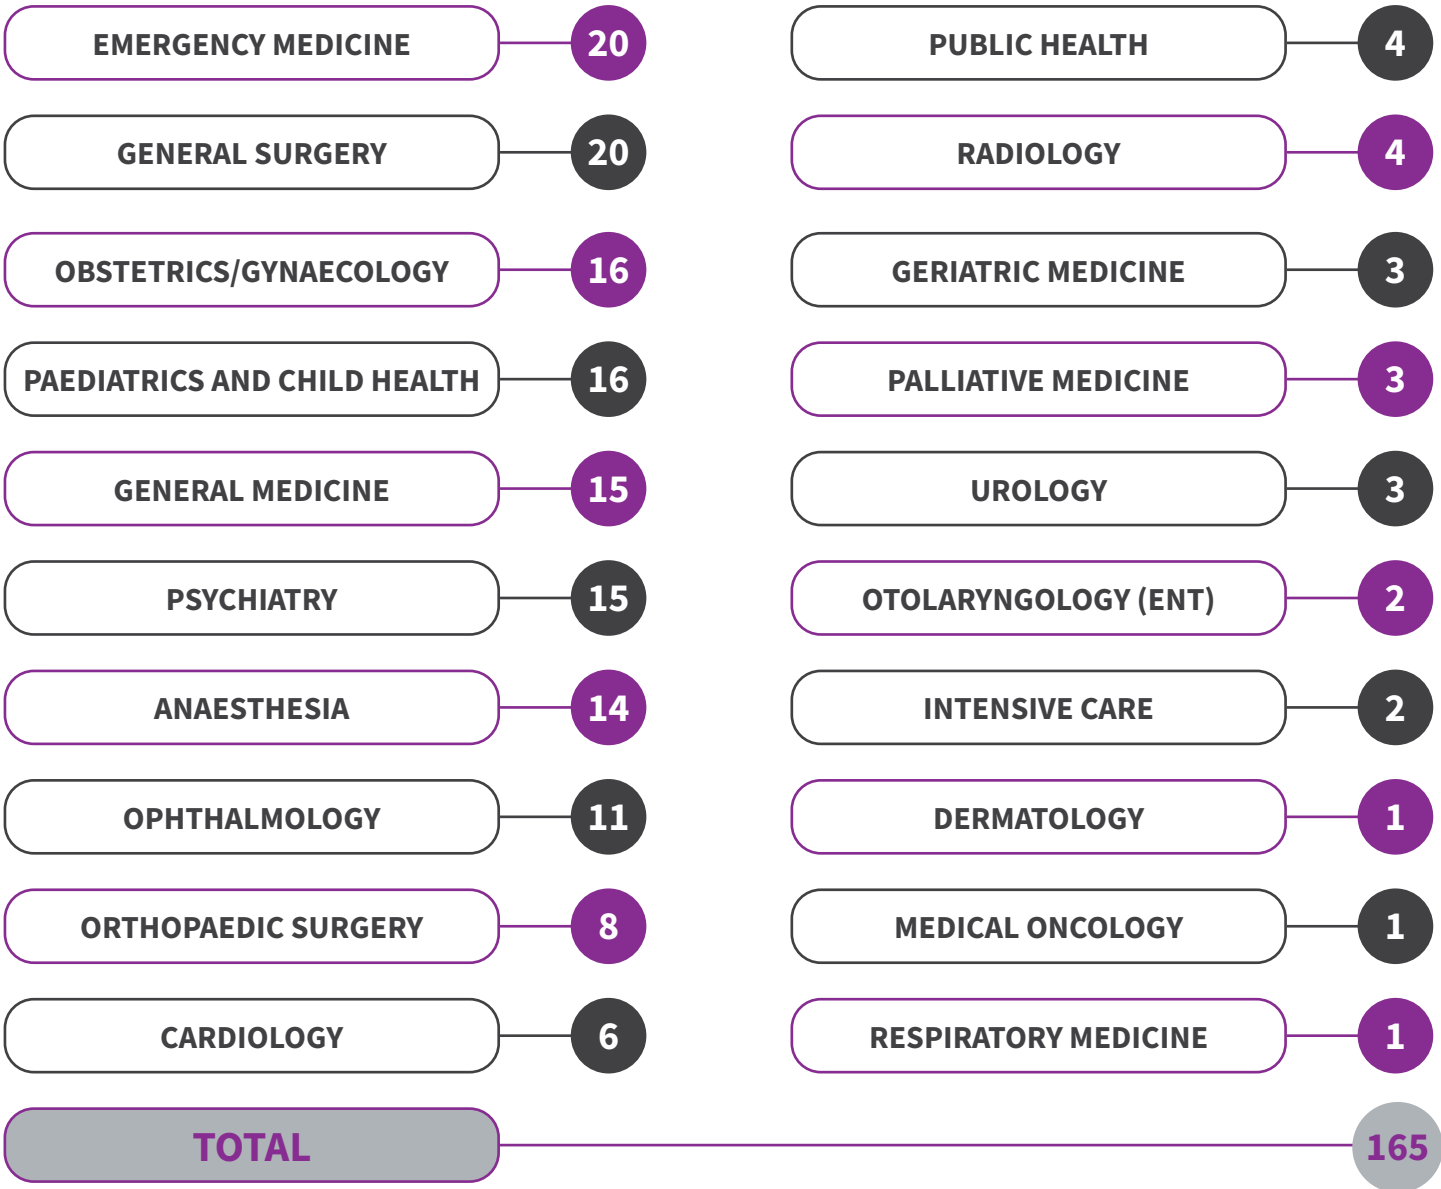 EMERGENCY MEDICINE 20
GENERAL SURGERY 20
OBSTETRICS/GYNAECOLOGY 16
PAEDIATRICS AND CHILD HEALTH 16
GENERAL MEDICINE 15
PSYCHIATRY 15
ANAESTHESIA 14
OPHTHALMOLOGY 11
ORTHOPAEDIC SURGERY 8
CARDIOLOGY 6
PUBLIC HEALTH 4
RADIOLOGY 4
GERIATRIC MEDICINE 3
PALLIATIVE MEDICINE 3
UROLOGY 3
OTOLARYNGOLOGY (ENT) 2
INTENSIVE CARE 2
DERMATOLOGY 1
MEDICAL ONCOLOGY 1
RESPIRATORY MEDICINE 1
TOTAL 165